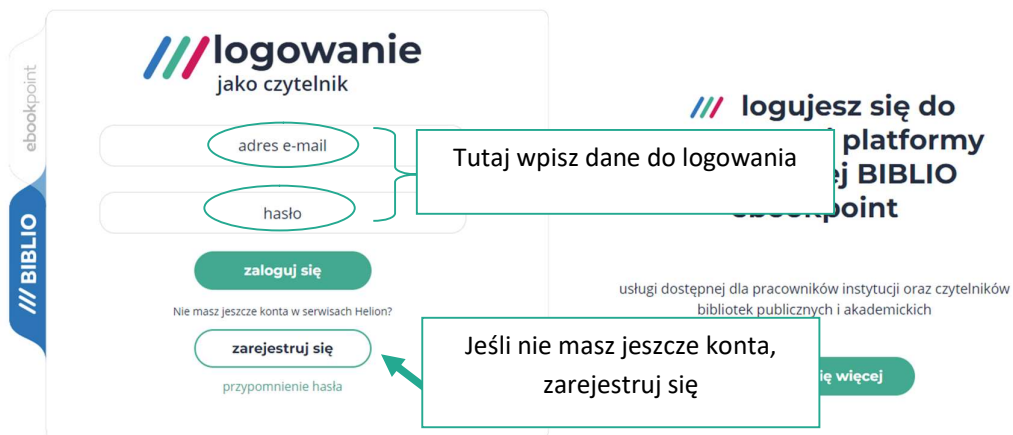 ebookpoint
/// BIBLIO
///logowanie
jako czytelnik
adres e-mail
hasło
zaloguj się
Nie masz jeszcze konta w serwisach Helion?
zarejestruj się
przypomnienie hasła
Tutaj wpisz dane do logowania
Jeśli nie masz jeszcze konta,
zarejestruj się
/// logujesz się do
platformy
BIBLIO
usługi dostępnej dla pracowników instytucji oraz czytelników
bibliotek publicznych i akademickich
więcej